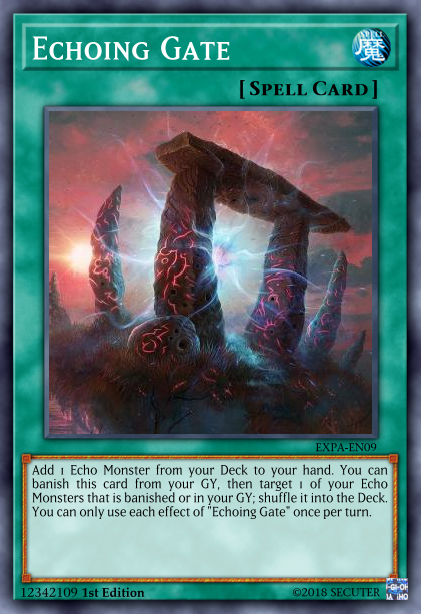 Echoing Gate
魔
[ Spell Card ]
EXPA-EN09
Add 1 Echo Monster from your Deck to your hand. You can
banish this card from your GY, then target 1 of your Echo
Monsters that is banished or in your GY; shuffle it into the Deck.
You can only use each effect of "Echoing Gate" once per turn.
12342109 1st Edition
©2018 SECUTER